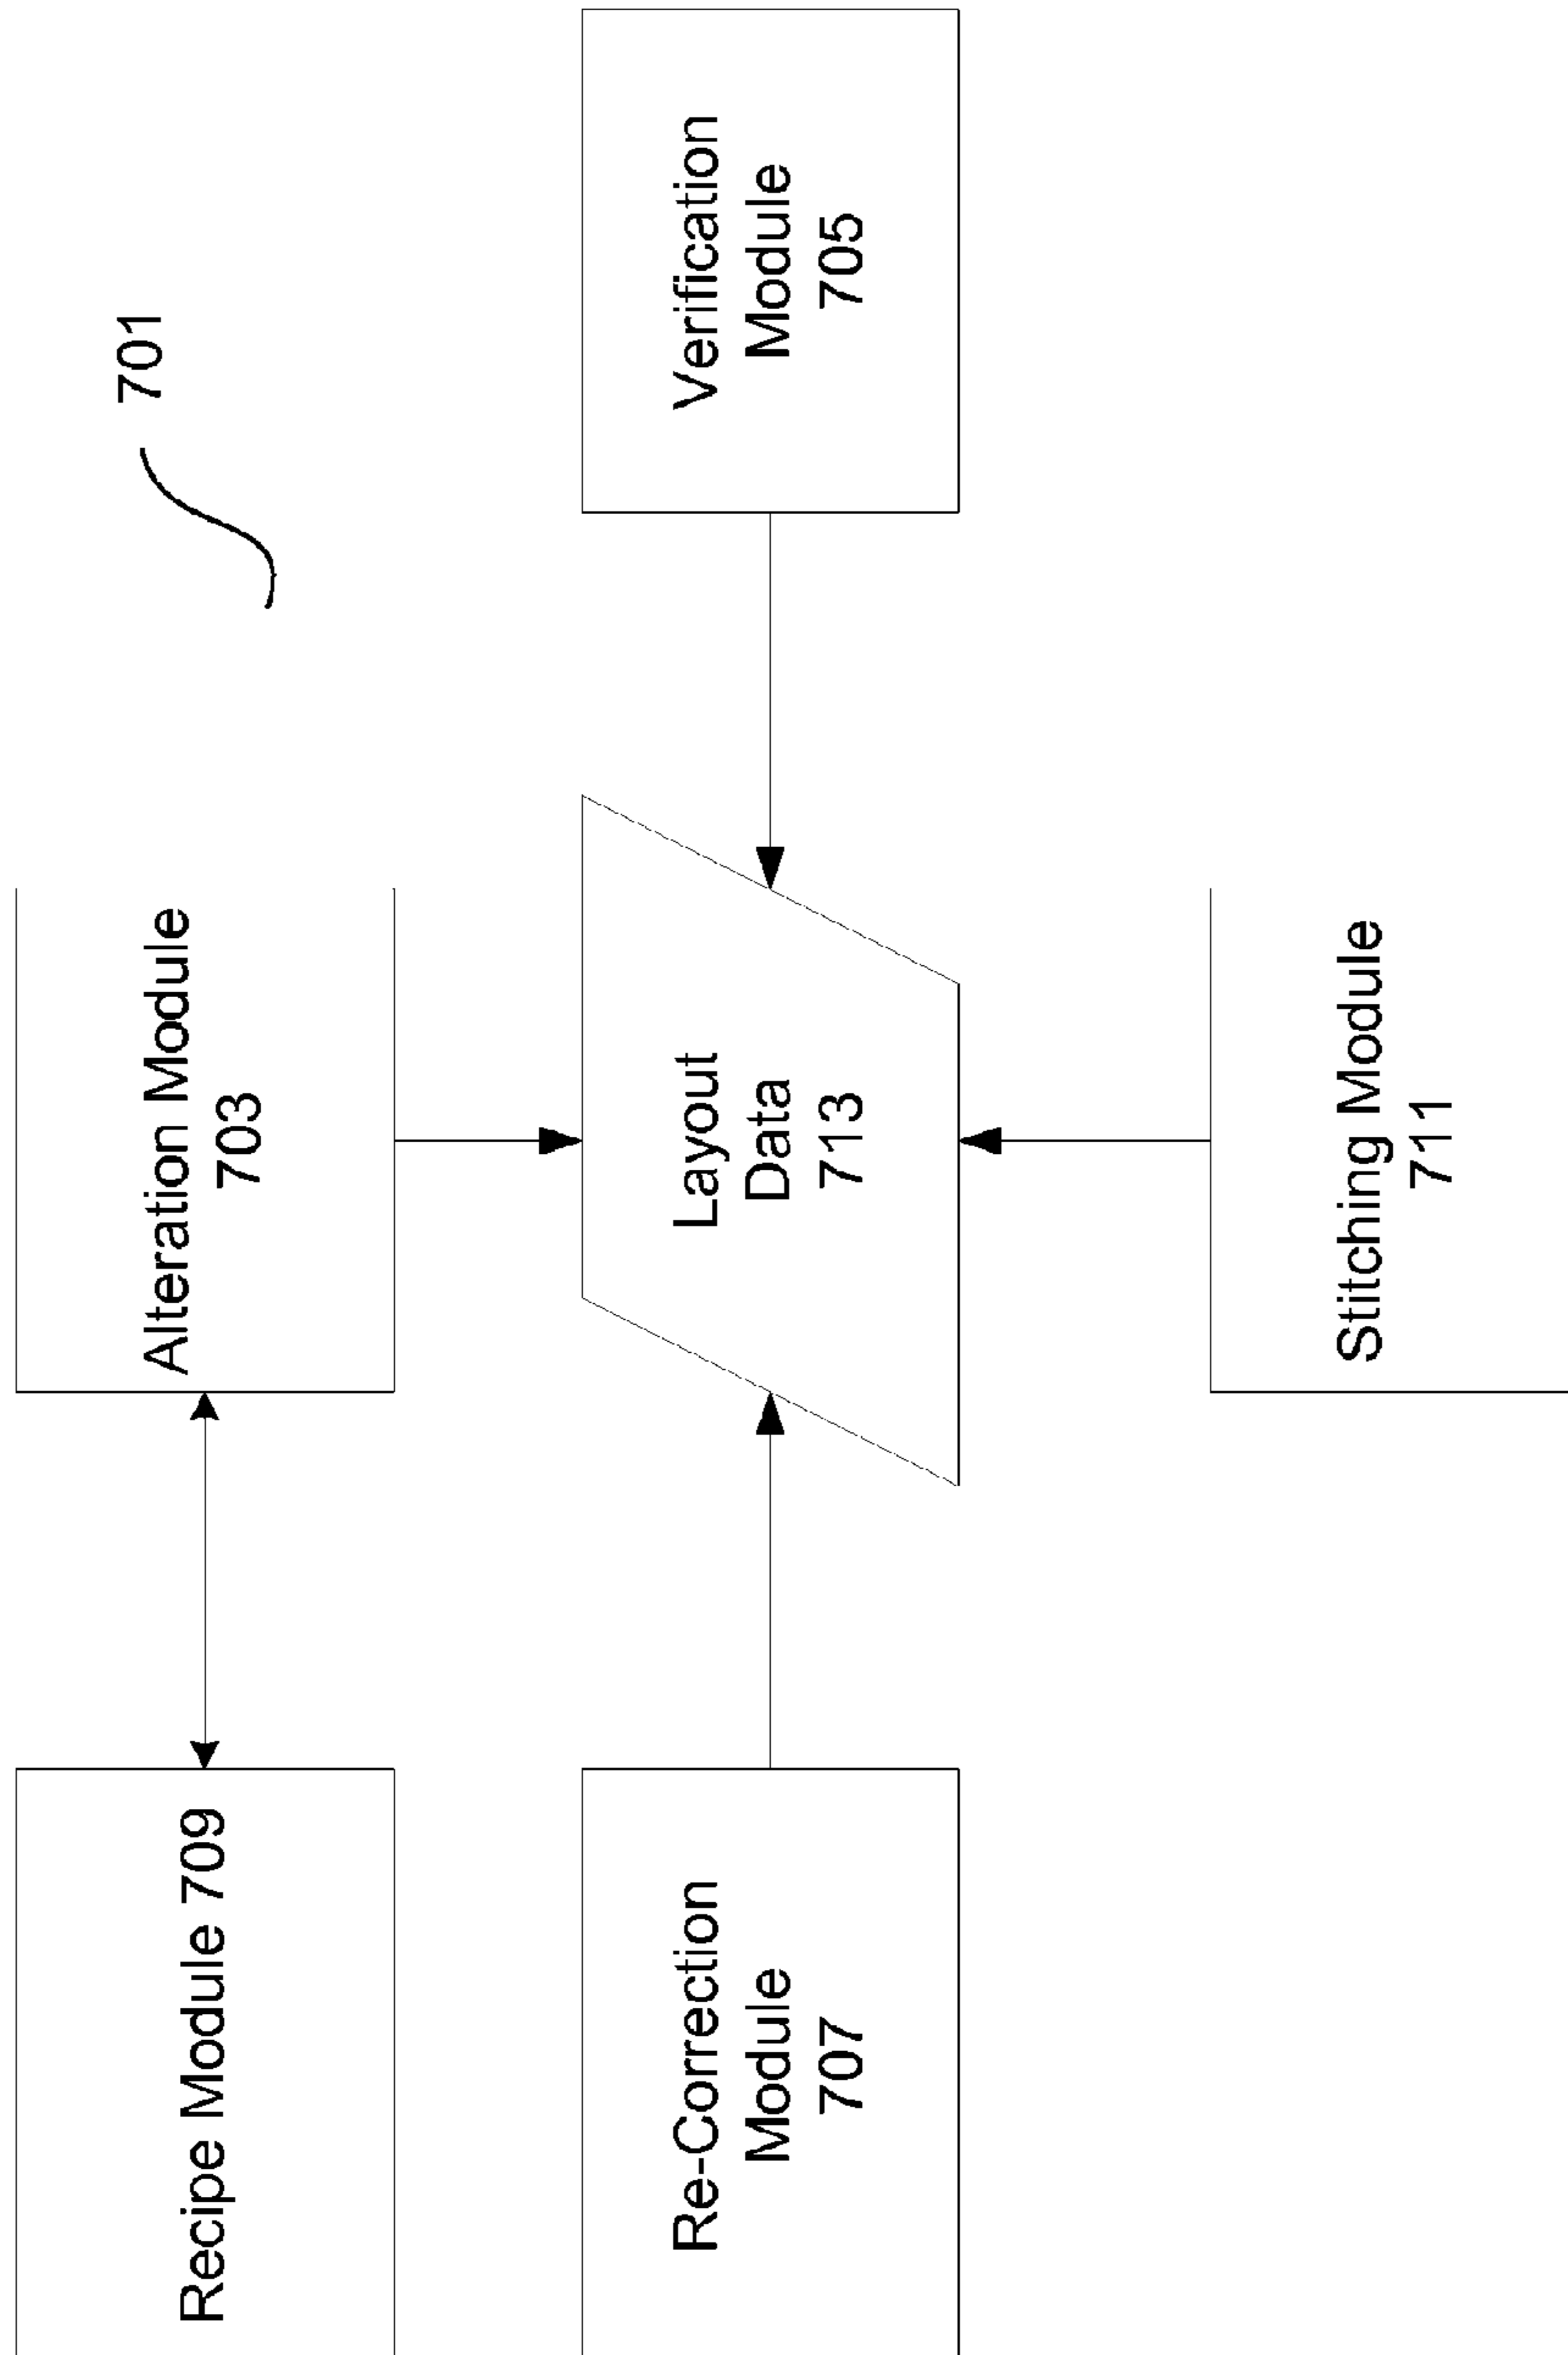 701
Recipe Module 709
Alteration Module
703
Re-Correction
Module
707
Layout
Data
713
Verification
Module
705
Stitching Module
711